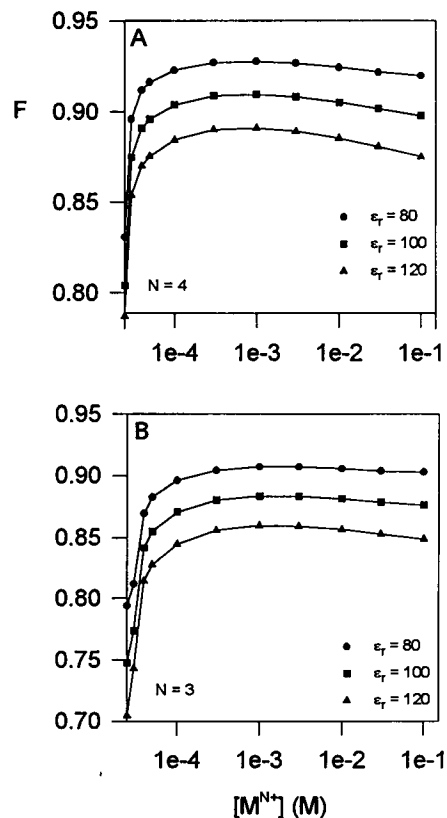 A
0.95
F
0.90
0.85
0.80
ε_r = 80
ε_r = 100
ε_r = 120
N = 4
1e-4 1e-3 1e-2 1e-1
B
0.95
0.90
0.85
0.80
0.75
0.70
ε_r = 80
ε_r = 100
ε_r = 120
N = 3
1e-4 1e-3 1e-2 1e-1
[M^{N+}] (M)